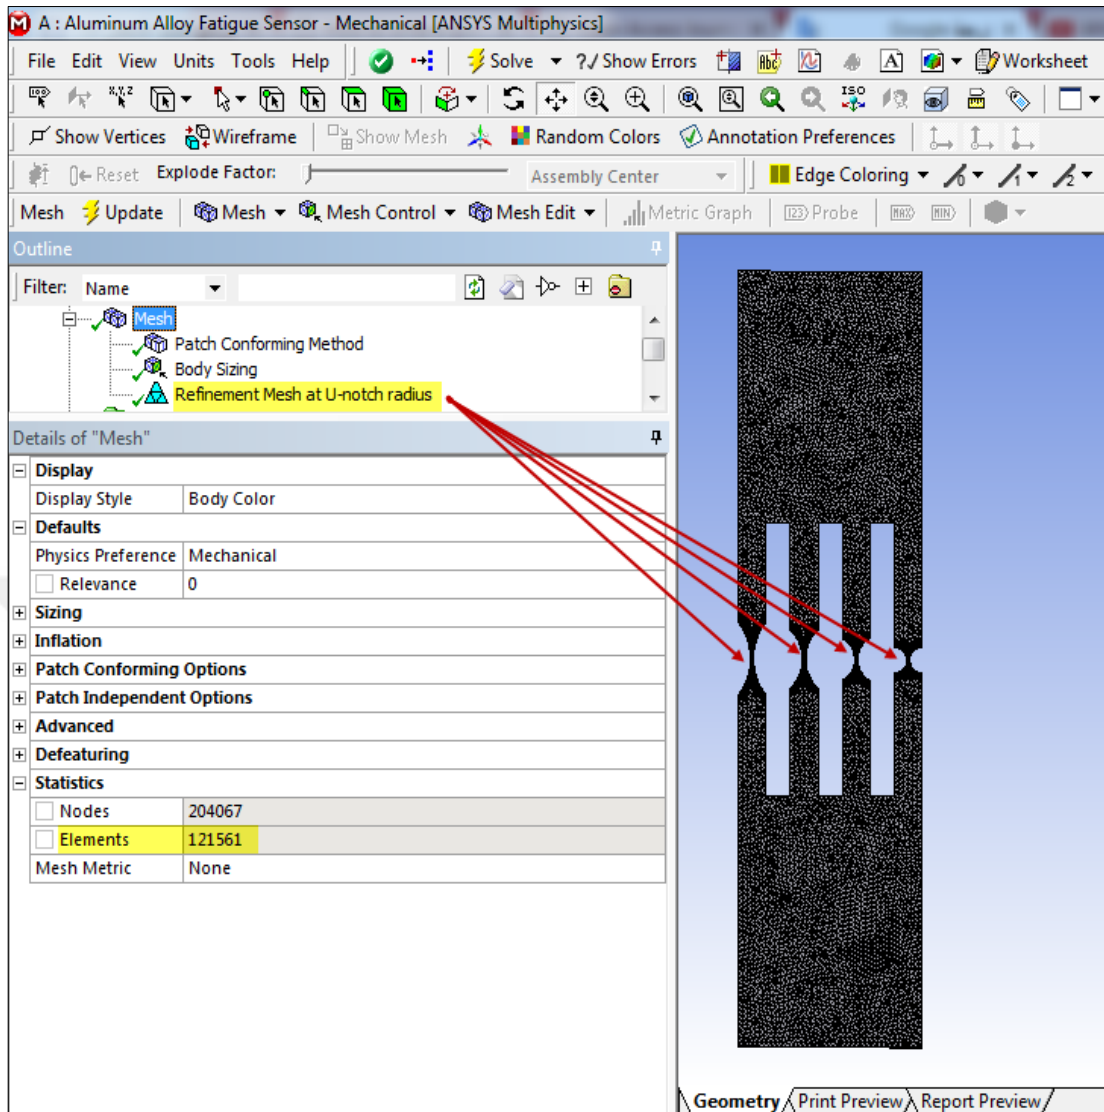 A : Aluminum Alloy Fatigue Sensor - Mechanical [ANSYS Multiphysics]
File Edit View Units Tools Help Solve ?/ Show Errors Worksheet
Show Vertices Wireframe Show Mesh Random Colors Annotation Preferences
Reset Explode Factor: Assembly Center Edge Coloring
Mesh Update Mesh Mesh Control Mesh Edit Metric Graph Probe MAX MIN
Outline
Filter: Name
Mesh
Patch Conforming Method
Body Sizing
Refinement Mesh at U-notch radius
Details of "Mesh"
Display
Display Style Body Color
Defaults
Physics Preference Mechanical
Relevance 0
Sizing
Inflation
Patch Conforming Options
Patch Independent Options
Advanced
Defeaturing
Statistics
Nodes 204067
Elements 121561
Mesh Metric None
Geometry Print Preview Report Preview